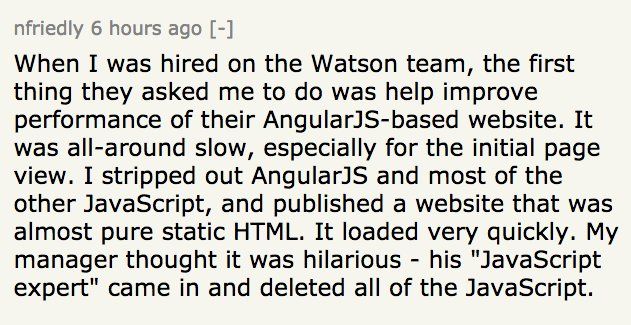 nfriedly 6 hours ago [-]
When I was hired on the Watson team, the first
thing they asked me to do was help improve
performance of their AngularJS-based website. It
was all-around slow, especially for the initial page
view. I stripped out AngularJS and most of the
other JavaScript, and published a website that was
almost pure static HTML. It loaded very quickly. My
manager thought it was hilarious - his "JavaScript
expert" came in and deleted all of the JavaScript.